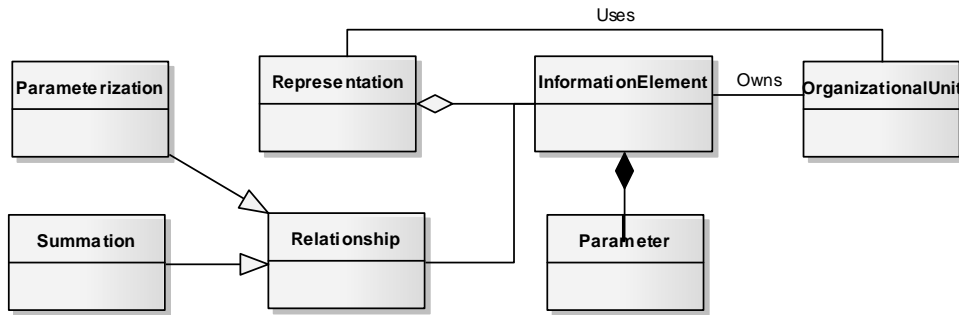 Uses
Parameterization
Representation
InformationElement
Owns
OrganizationalUnit
Summation
Relationship
Parameter